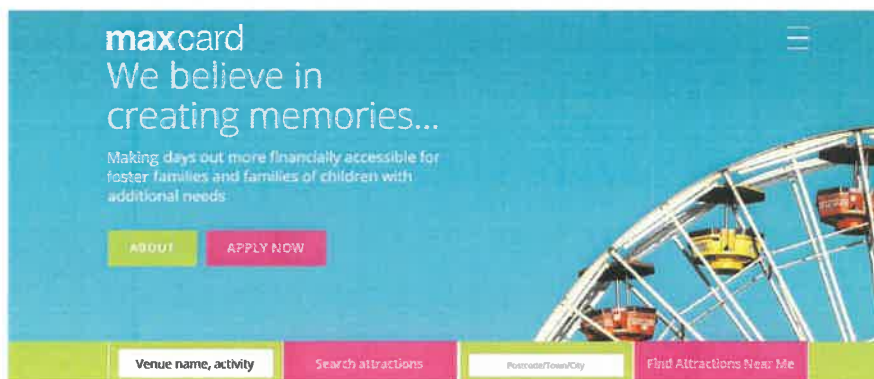 maxcard
We believe in
creating memories...
Making days out more financially accessible for
foster families and families of children with
additional needs
ABOUT
APPLY NOW
Venue name, activity
Search attractions
Postcode/Town/City
Find Attractions Near Me